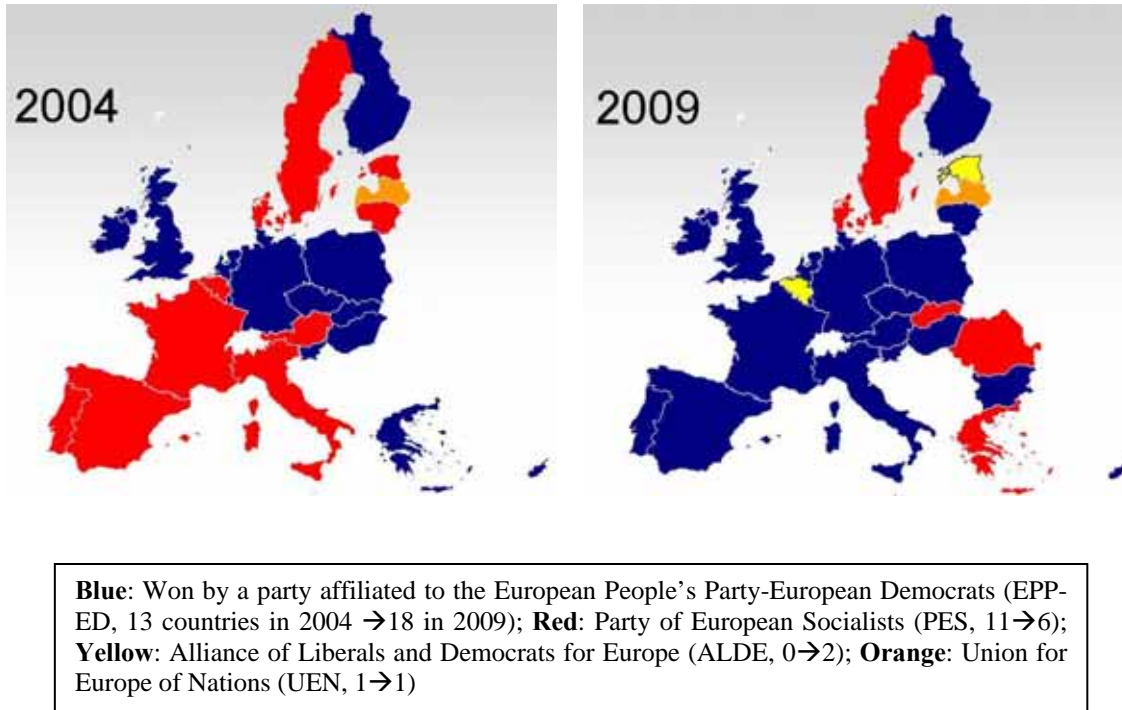 2004
2009
Blue: Won by a party affiliated to the European People’s Party-European Democrats (EPP-
ED, 13 countries in 2004 →18 in 2009); Red: Party of European Socialists (PES, 11→6);
Yellow: Alliance of Liberals and Democrats for Europe (ALDE, 0→2); Orange: Union for
Europe of Nations (UEN, 1→1)